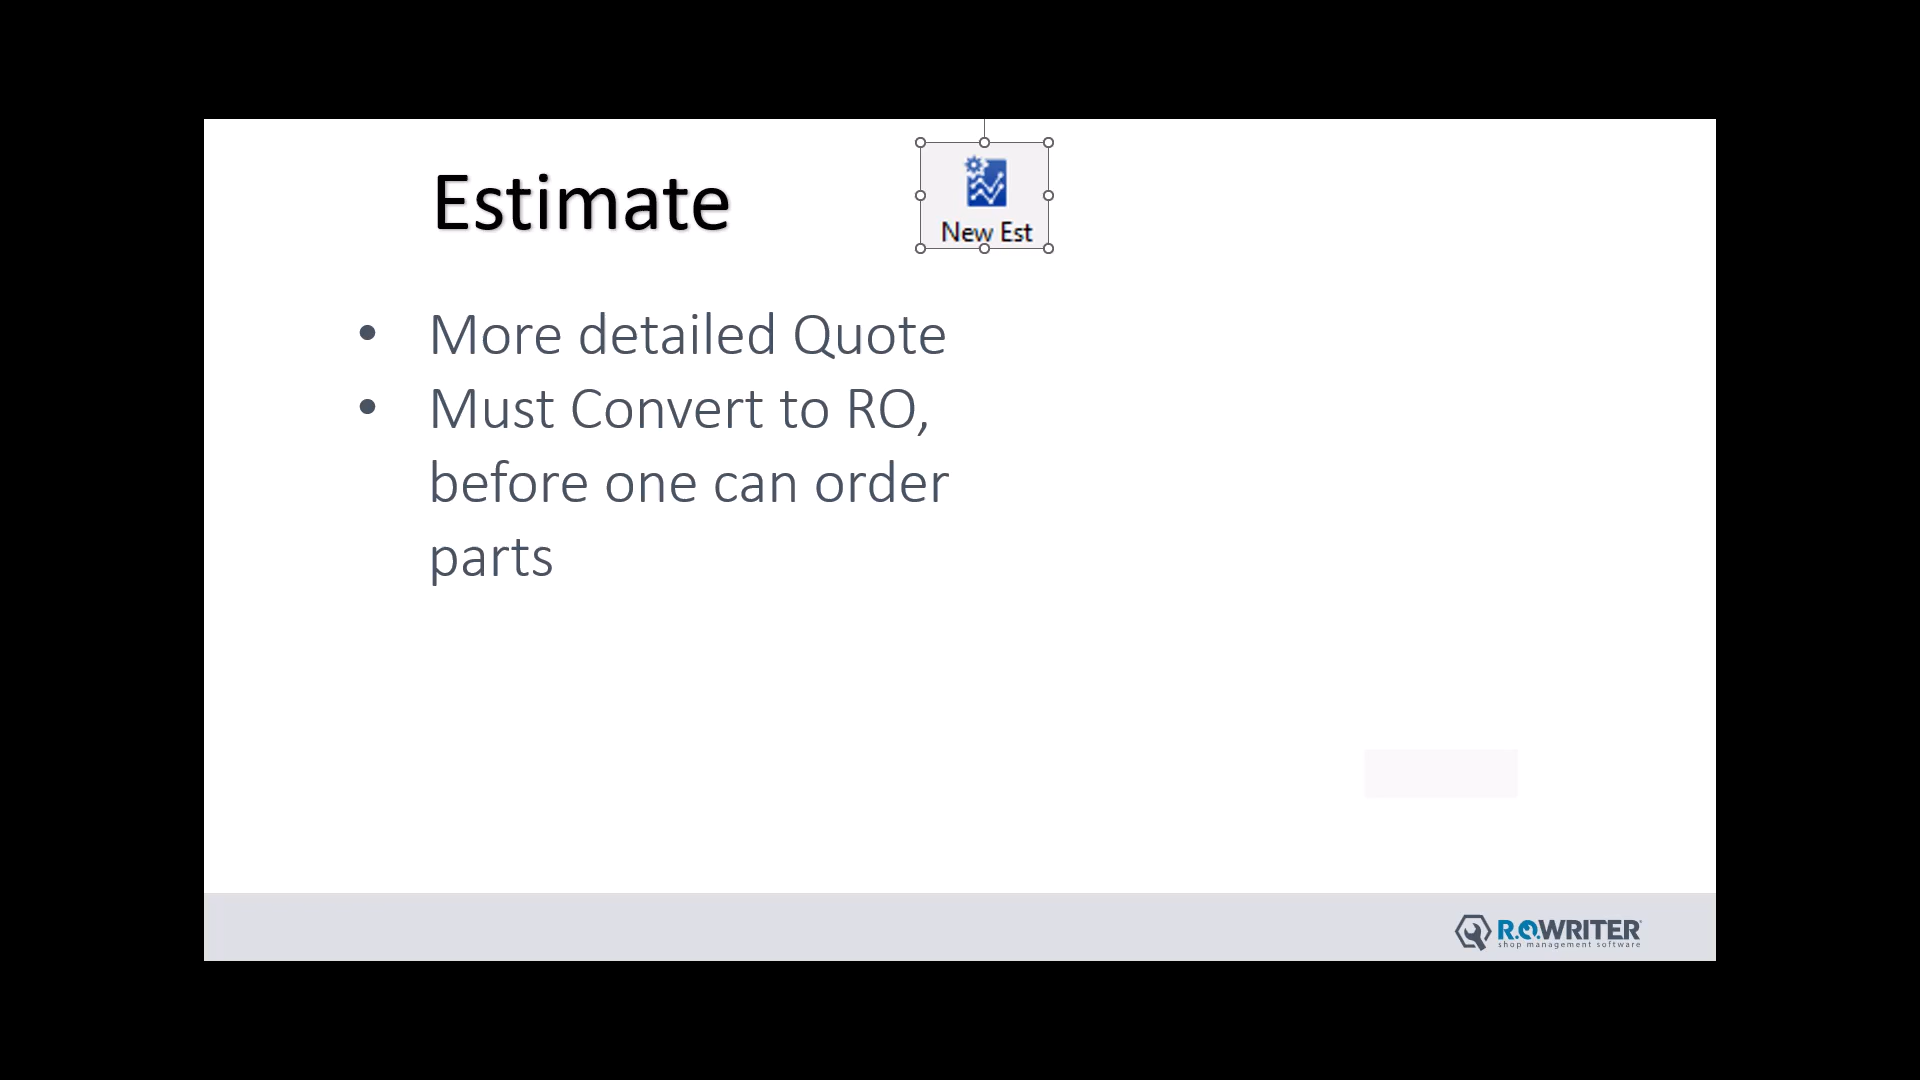 Estimate
New Est
• More detailed Quote
• Must Convert to RO,
before one can order
parts
R.O.WRITER
shop management software